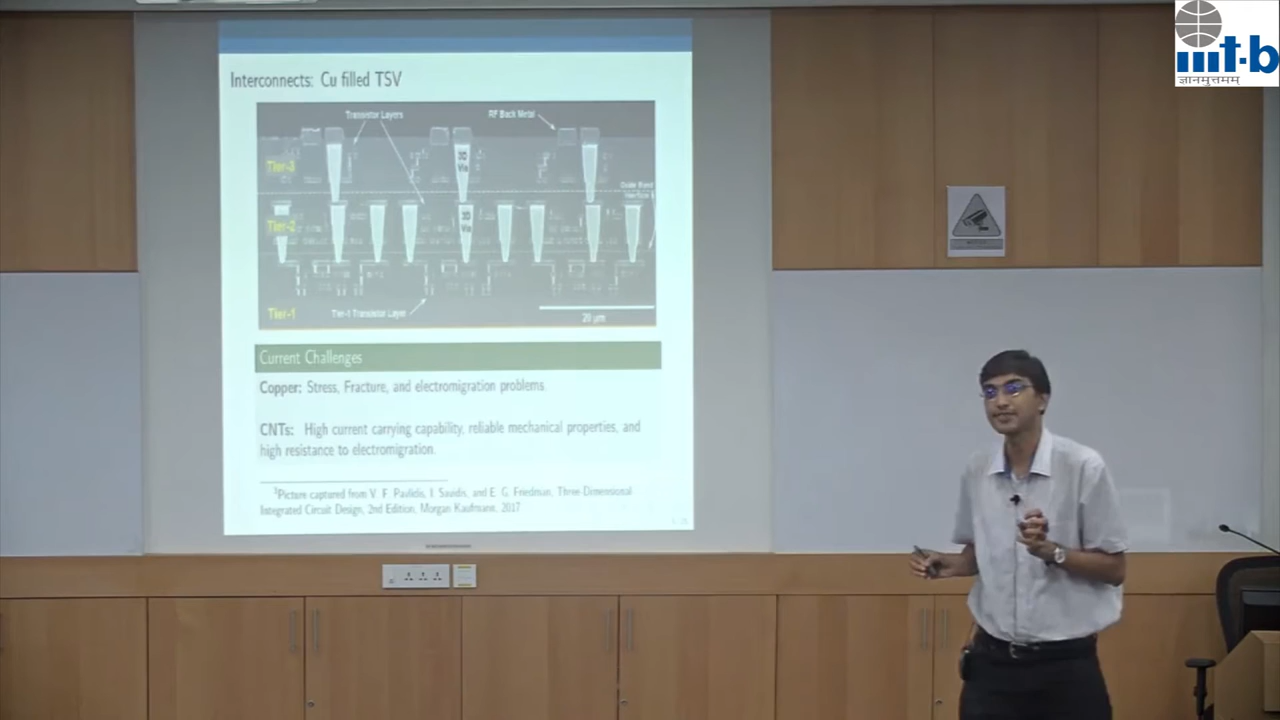 iiit-b
ज्ञानमुत्तमम्
Interconnects: Cu filled TSV
Transistor Layers
RF Back Metal
Tier-3
3D
Via
Oxide Bond
Interface
Tier-2
3D
Via
Tier-1
Tier-1 Transistor Layer
20 µm
Current Challenges
Copper: Stress, Fracture, and electromigration problems.
CNTs: High current carrying capability, reliable mechanical properties, and
high resistance to electromigration.
Picture captured from V. F. Pavlidis, I. Savidis, and E. G. Friedman, Three-Dimensional
Integrated Circuit Design, 2nd Edition, Morgan Kaufmann, 2017